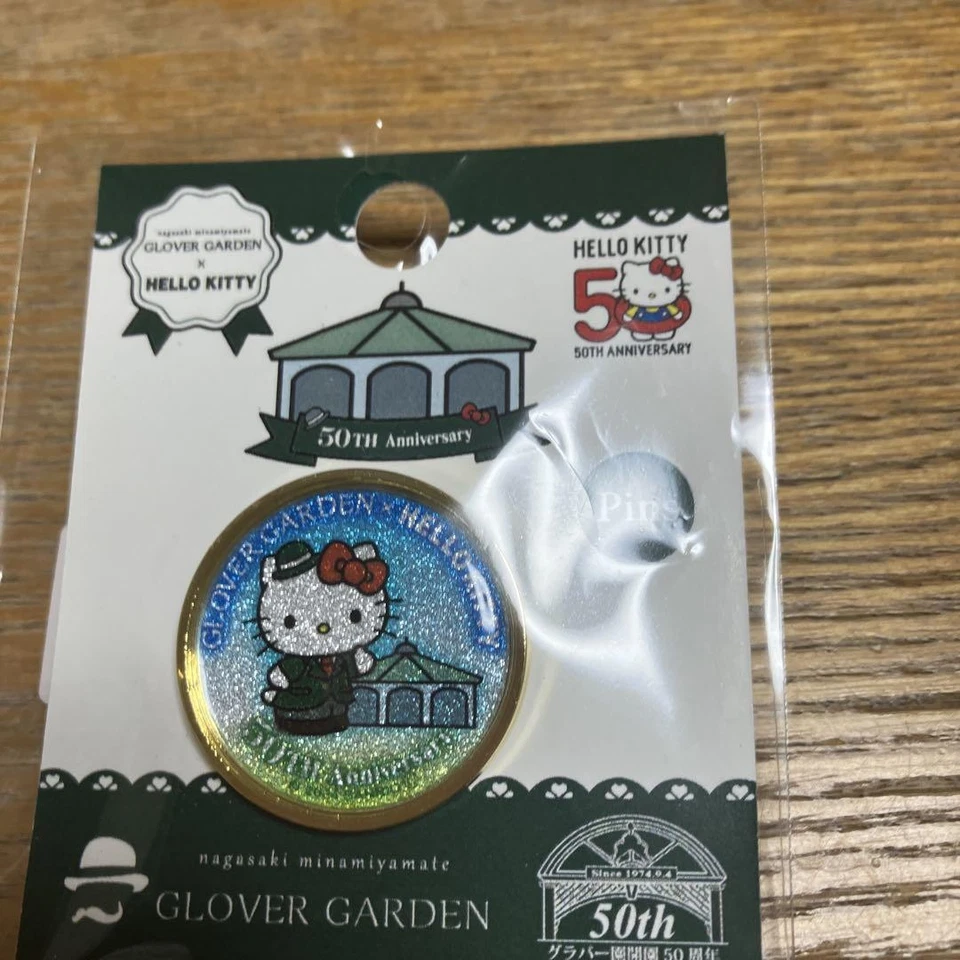 nagasaki minamiyamate
GLOVER GARDEN
×
HELLO KITTY
HELLO KITTY
50
50TH ANNIVERSARY
50TH Anniversary
Pins
GLOVER GARDEN × HELLO KITTY
50TH Anniversary
nagasaki minamiyamate
GLOVER GARDEN
Since 1974.9.4
50th
グラバー園開園50周年